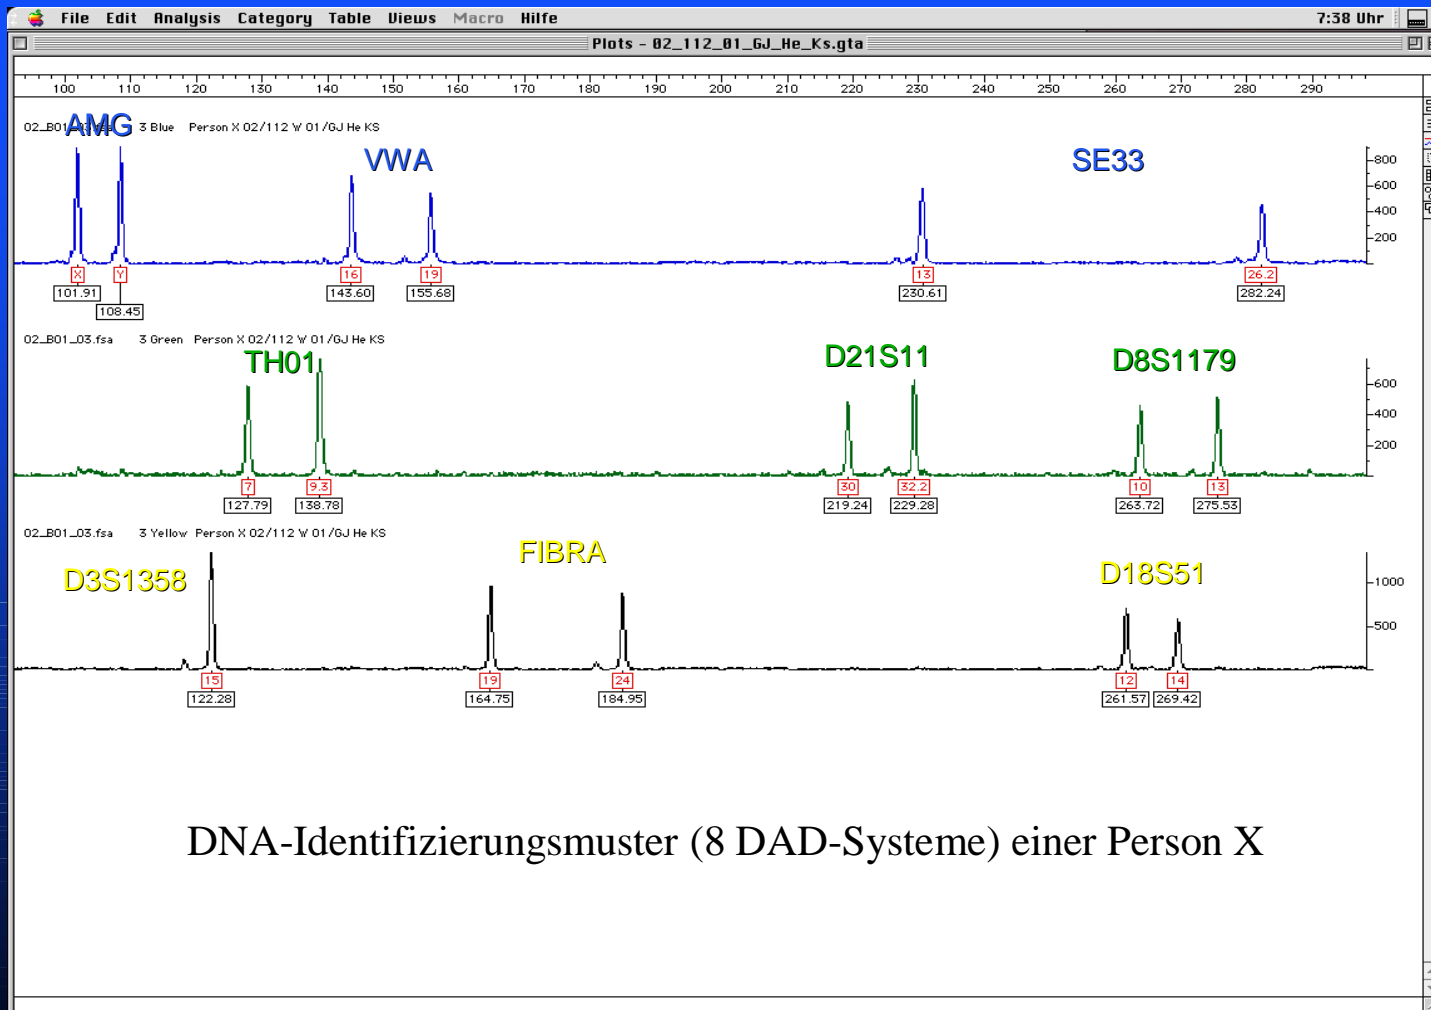 File Edit Analysis Category Table Views Macro Hilfe 7:38 Uhr
Plots - 02_112_01_GJ_He_Ks.gta
100 110 120 130 140 150 160 170 180 190 200 210 220 230 240 250 260 270 280 290
AMG
3 Blue Person X 02/112 W 01/GJ He KS
VWA SE33
800
600
400
200
X Y 16 19 13 26.2
101.91 143.60 155.68 230.61 282.24
108.45
02_B01_03.fsa 3 Green Person X 02/112 W 01/GJ He KS
TH01 D21S11 D8S1179
600
400
200
7 9.3 30 32.2 10 13
127.79 138.78 219.24 229.28 263.72 275.53
02_B01_03.fsa 3 Yellow Person X 02/112 W 01/GJ He KS
D3S1358 FIBRA D18S51
1000
500
15 19 24 12 14
122.28 164.75 184.95 261.57 269.42
DNA-Identifizierungsmuster (8 DAD-Systeme) einer Person X